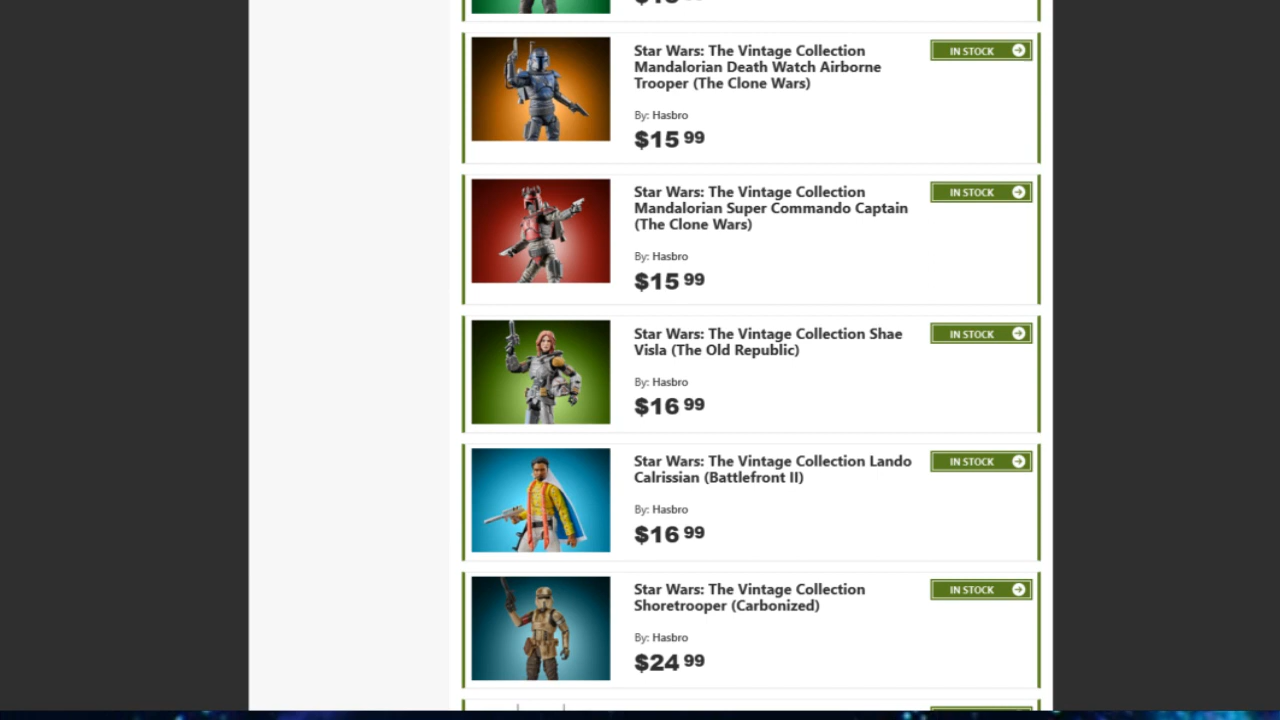 Star Wars: The Vintage Collection
Mandalorian Death Watch Airborne
Trooper (The Clone Wars)
IN STOCK
By: Hasbro
$15 99
Star Wars: The Vintage Collection
Mandalorian Super Commando Captain
(The Clone Wars)
IN STOCK
By: Hasbro
$15 99
Star Wars: The Vintage Collection Shae
Visla (The Old Republic)
IN STOCK
By: Hasbro
$16 99
Star Wars: The Vintage Collection Lando
Calrissian (Battlefront II)
IN STOCK
By: Hasbro
$16 99
Star Wars: The Vintage Collection
Shoretrooper (Carbonized)
IN STOCK
By: Hasbro
$24 99